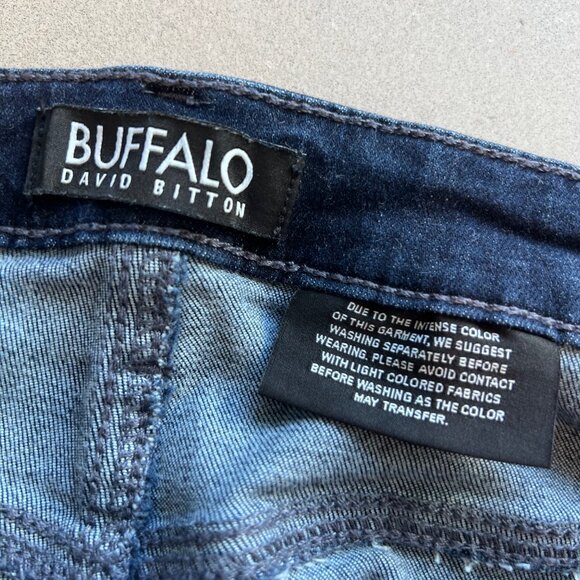 BUFFALO
DAVID BITTON
DUE TO THE INTENSE COLOR
OF THIS GARMENT, WE SUGGEST
WASHING SEPARATELY BEFORE
WEARING. PLEASE AVOID CONTACT
WITH LIGHT COLORED FABRICS
BEFORE WASHING AS THE COLOR
MAY TRANSFER.